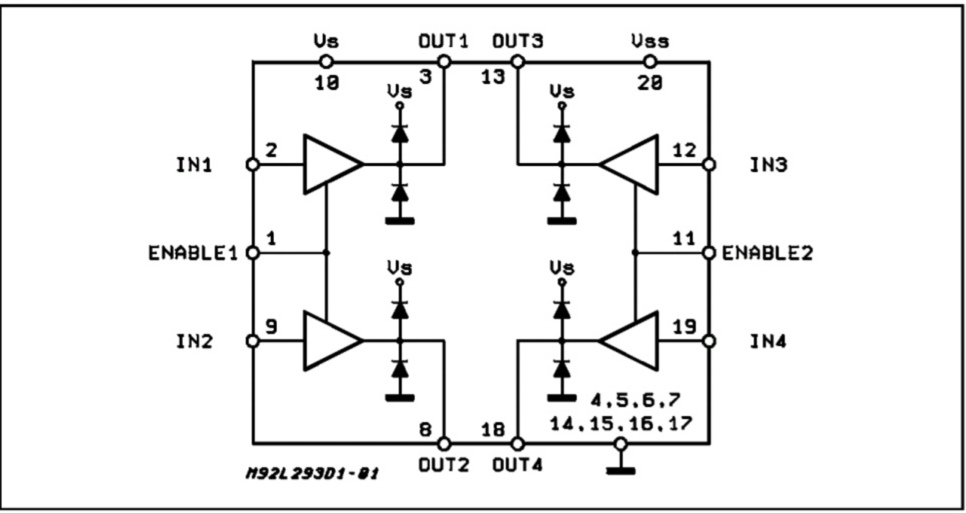 Vs OUT1 OUT3 Vss
10 3 13 20
Vs Vs
IN1 2 12 IN3
ENABLE1 1 11 ENABLE2
Vs Vs
IN2 9 19 IN4
4,5,6,7
8 18 14,15,16,17
OUT2 OUT4
M92L293D1-01